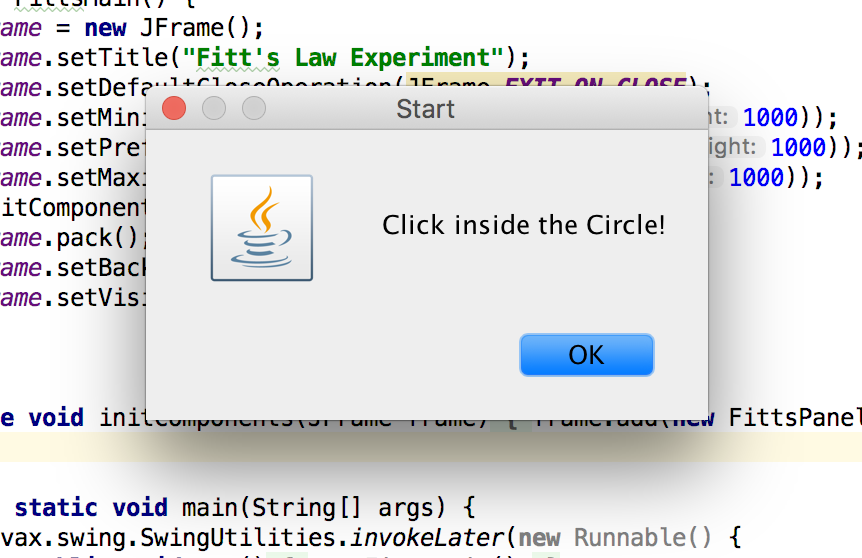 FittsMain() {
ame = new JFrame();
ame.setTitle("Fitt's Law Experiment");
ame.setDefaultCloseOperation(JFrame.EXIT_ON_CLOSE);
ame.setMini ht: 1000));
ame.setPref ight: 1000));
ame.setMaxi : 1000));
itComponent
ame.pack();
ame.setBack
ame.setVisi
Start
Click inside the Circle!
OK
e void initComponents(JFrame frame) { frame.add(new FittsPanel
static void main(String[] args) {
vax.swing.SwingUtilities.invokeLater(new Runnable() {